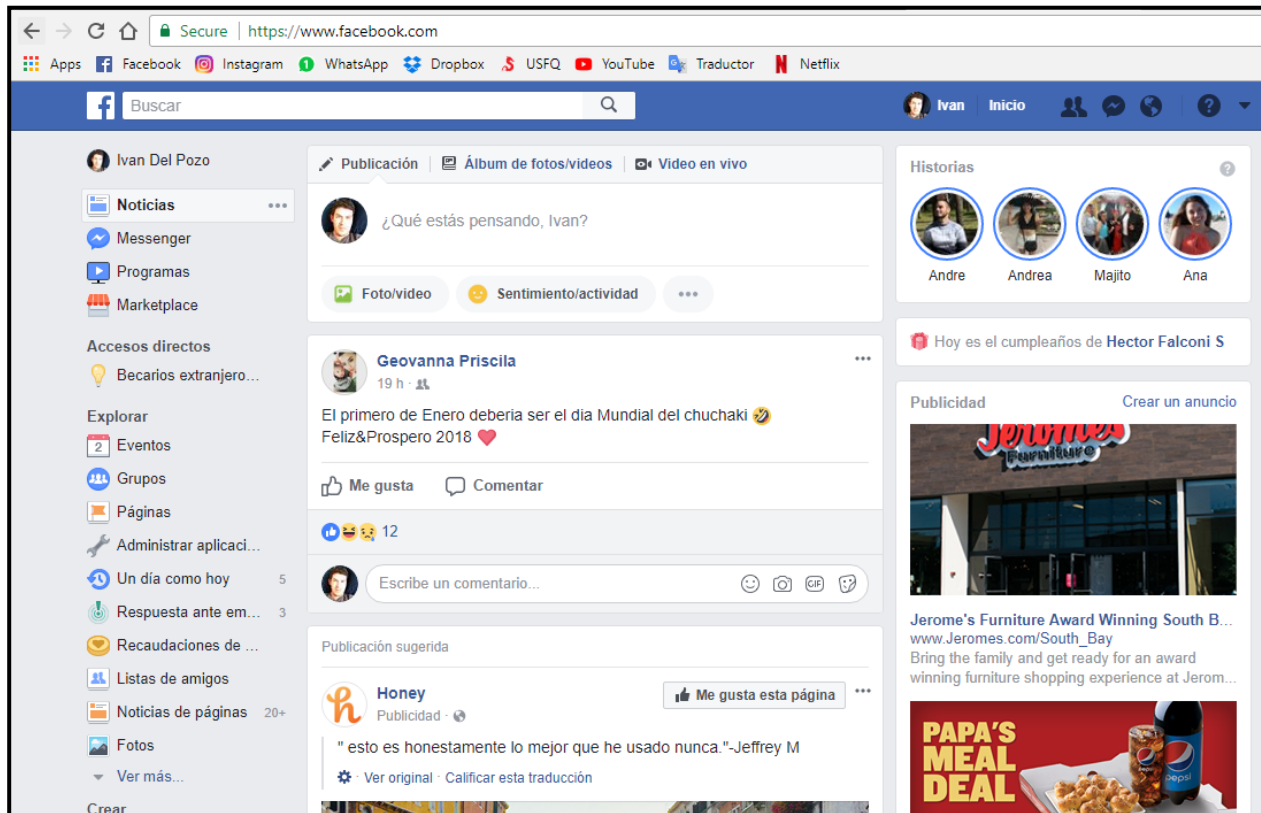 Secure | https://www.facebook.com
Apps Facebook Instagram WhatsApp Dropbox USFQ YouTube Traductor Netflix
Buscar
Ivan Inicio
Ivan Del Pozo
Noticias
Messenger
Programas
Marketplace
Accesos directos
Becarios extranjero...
Explorar
2 Eventos
Grupos
Páginas
Administrar aplicaci...
Un día como hoy 5
Respuesta ante em... 3
Recaudaciones de ...
Listas de amigos
Noticias de páginas 20+
Fotos
Ver más...
Crear
Publicación Álbum de fotos/videos Video en vivo
¿Qué estás pensando, Ivan?
Foto/video Sentimiento/actividad
Geovanna Priscila
19 h ·
El primero de Enero deberia ser el dia Mundial del chuchaki 🤣
Feliz&Prospero 2018 ❤
Me gusta Comentar
12
Escribe un comentario...
GIF
Publicación sugerida
Honey
Publicidad ·
Me gusta esta página
" esto es honestamente lo mejor que he usado nunca."-Jeffrey M
· Ver original · Calificar esta traducción
Historias
Andre Andrea Majito Ana
Hoy es el cumpleaños de Hector Falconi S
Publicidad Crear un anuncio
Jerome's
Furniture
Jerome's Furniture Award Winning South B...
www.Jeromes.com/South_Bay
Bring the family and get ready for an award
winning furniture shopping experience at Jerom...
PAPA'S
MEAL
DEAL
pepsi
pepsi